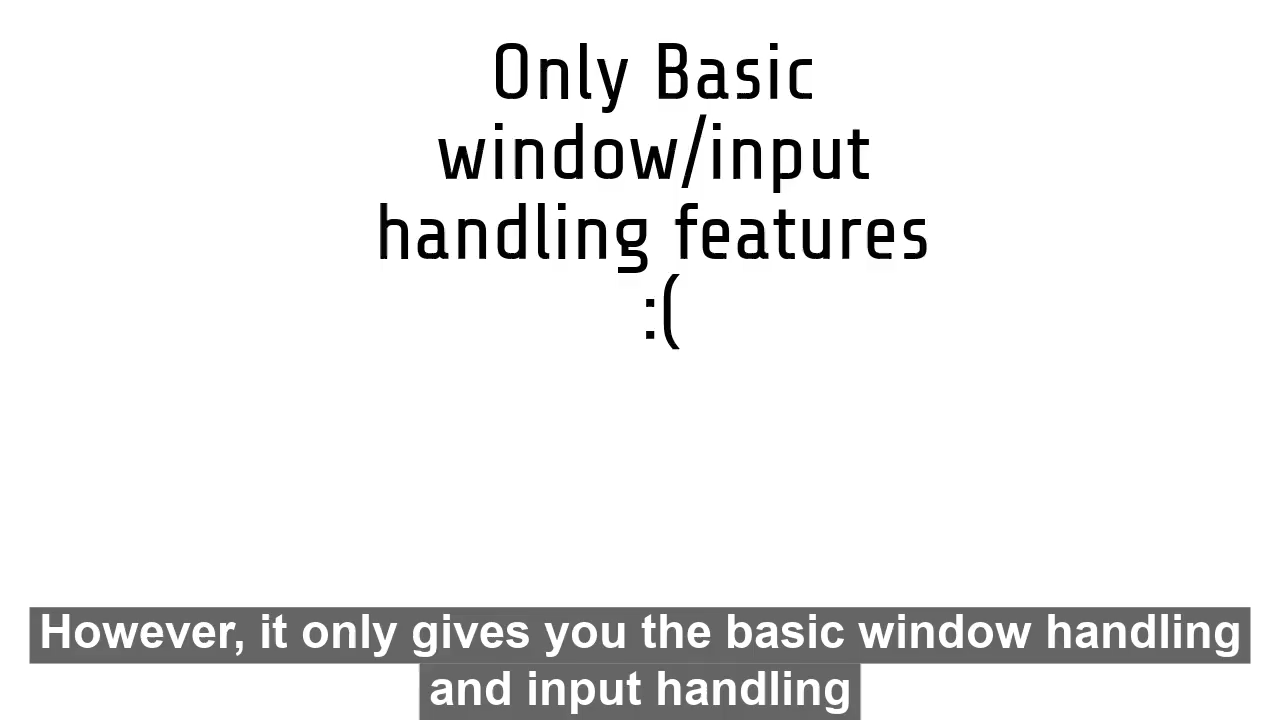 Only Basic
window/input
handling features
:(
However, it only gives you the basic window handling
and input handling